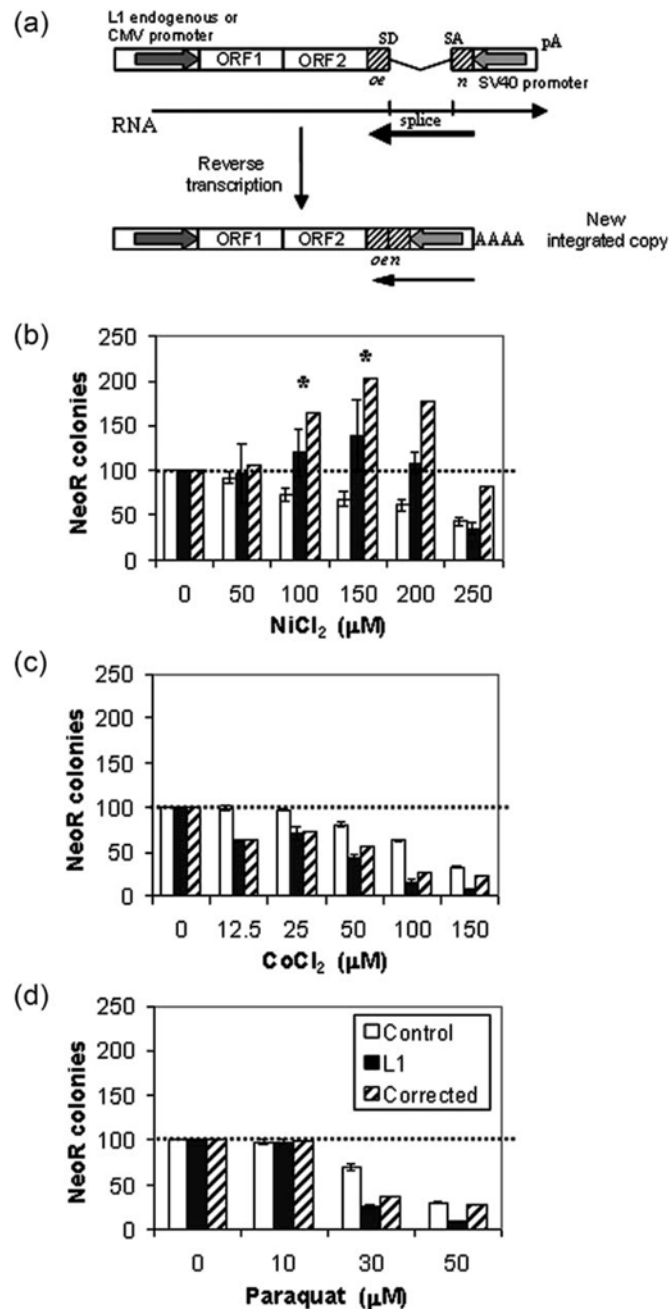 (a)
L1 endogenous or
CMV promoter
SD
SA
pA
ORF1
ORF2
oe
n
SV40 promoter
RNA
splice
Reverse
transcription
ORF1
ORF2
AAAA
New
integrated copy
oen
(b)
NeoR colonies
250
200
150
100
50
0
*
*
0 50 100 150 200 250
NiCl₂ (µM)
(c)
NeoR colonies
250
200
150
100
50
0
0 12.5 25 50 100 150
CoCl₂ (µM)
(d)
NeoR colonies
250
200
150
100
50
0
Control
L1
Corrected
0 10 30 50
Paraquat (µM)